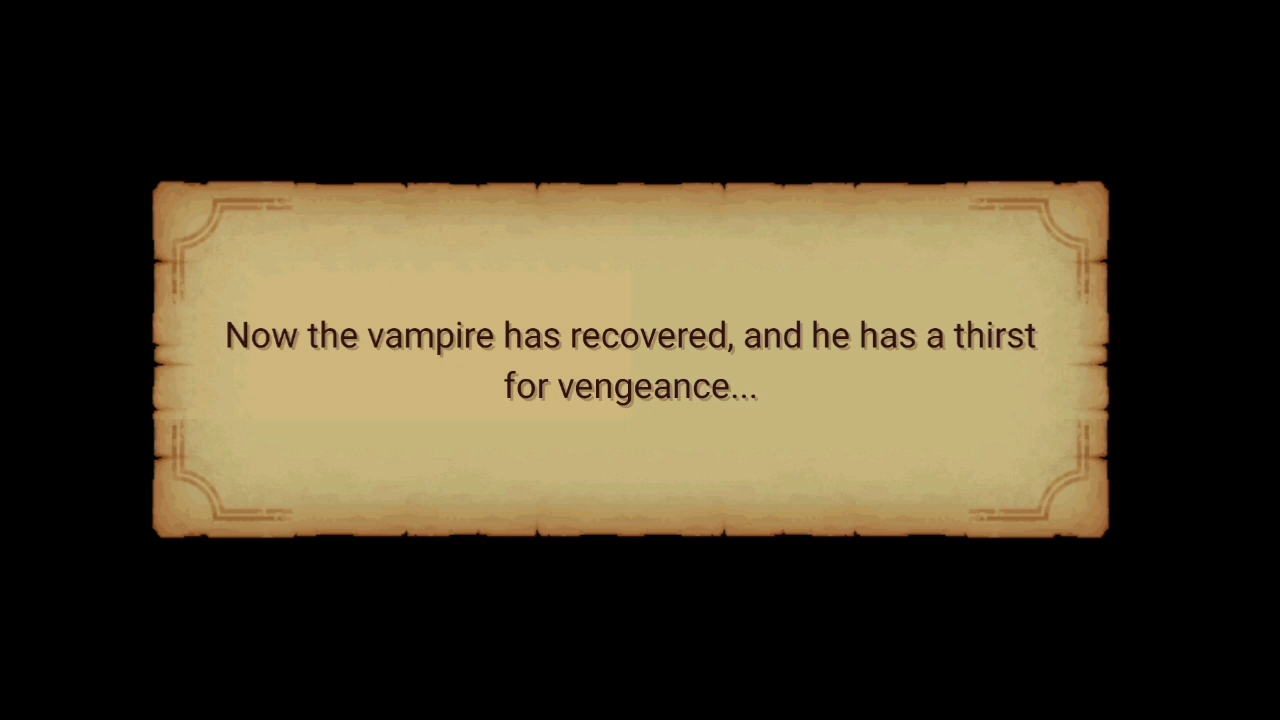 Now the vampire has recovered, and he has a thirst
for vengeance...